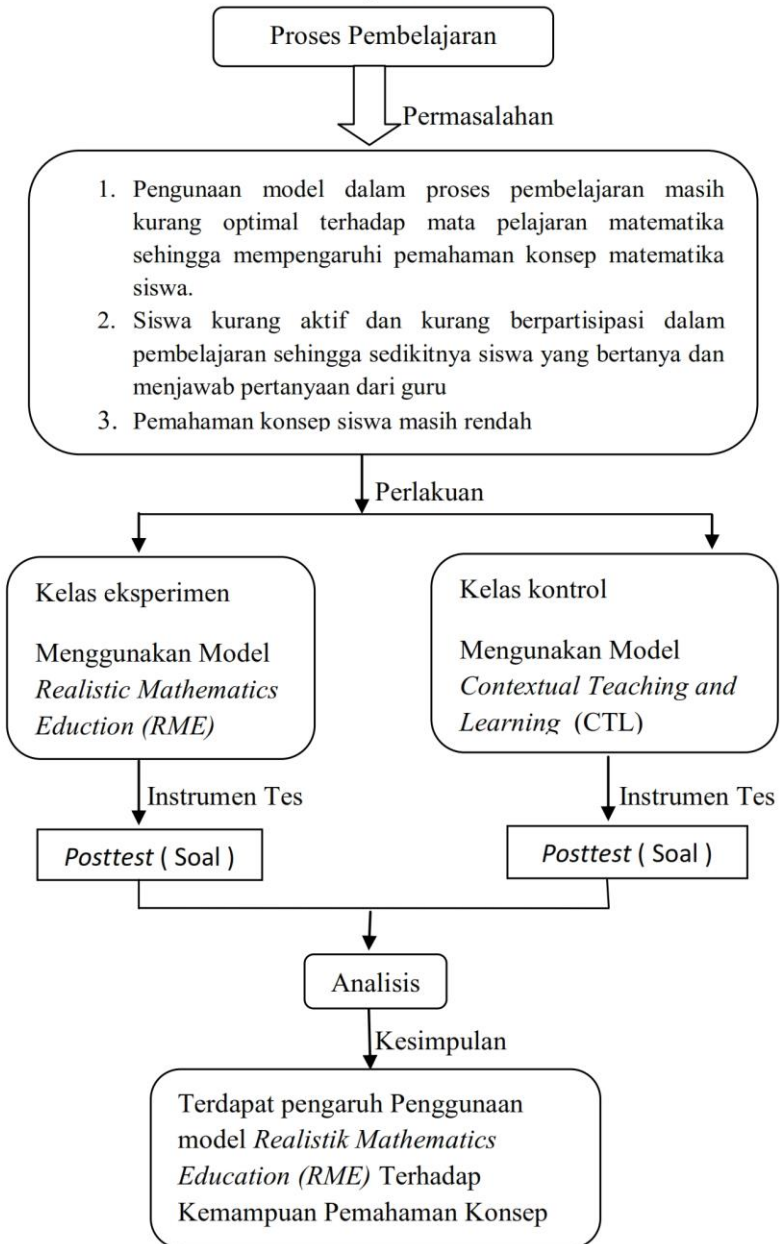 Proses Pembelajaran
Permasalahan
1. Pengunaan model dalam proses pembelajaran masih
kurang optimal terhadap mata pelajaran matematika
sehingga mempengaruhi pemahaman konsep matematika
siswa.
2. Siswa kurang aktif dan kurang berpartisipasi dalam
pembelajaran sehingga sedikitnya siswa yang bertanya dan
menjawab pertanyaan dari guru
3. Pemahaman konsep siswa masih rendah
Perlakuan
Kelas eksperimen
Menggunakan Model
Realistic Mathematics
Eduction (RME)
Kelas kontrol
Mengunakan Model
Contextual Teaching and
Learning (CTL)
Instrumen Tes
Instrumen Tes
Posttest ( Soal )
Posttest ( Soal )
Analisis
Kesimpulan
Terdapat pengaruh Penggunaan
model Realistik Mathematics
Education (RME) Terhadap
Kemampuan Pemahaman Konsep